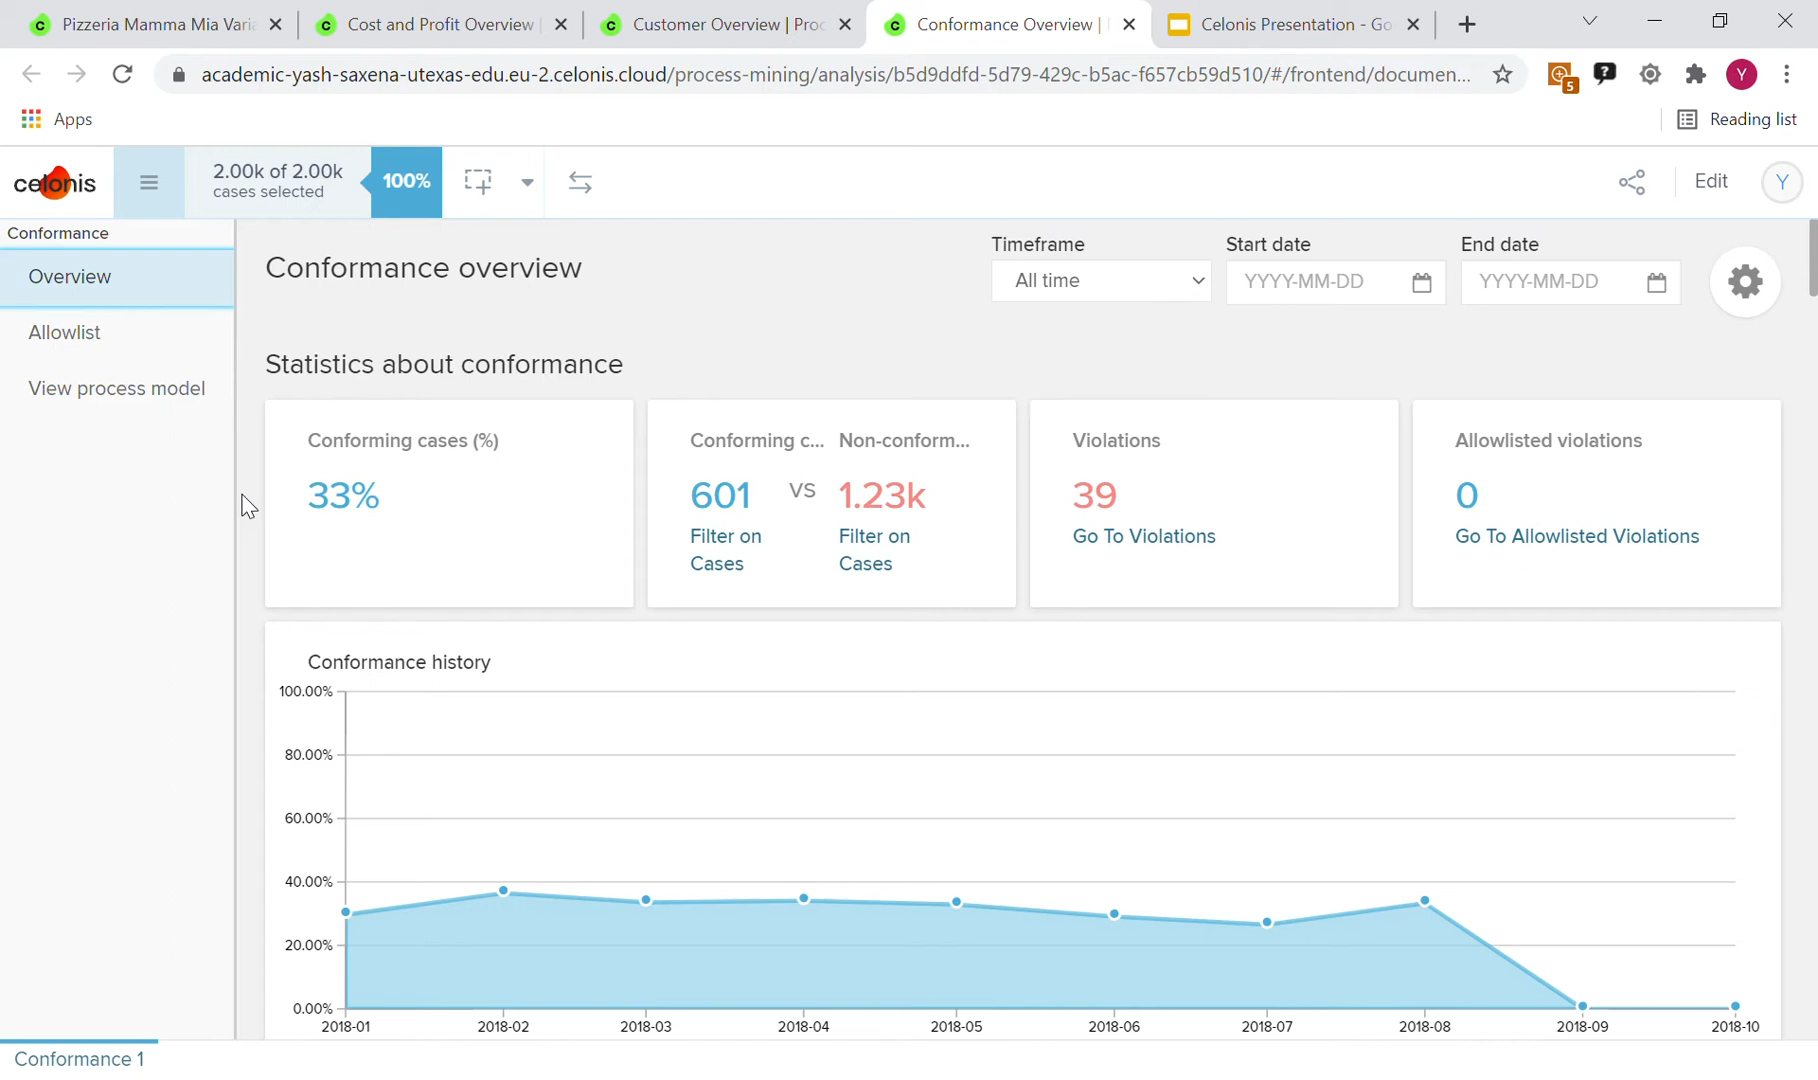 Pizzeria Mamma Mia Varia
Cost and Profit Overview
Customer Overview | Proc
Conformance Overview |
Celonis Presentation - Go
academic-yash-saxena-utexas-edu.eu-2.celonis.cloud/process-mining/analysis/b5d9ddfd-5d79-429c-b5ac-f657cb59d510/#/frontend/documen...
5
?
Y
Apps
Reading list
celonis
2.00k of 2.00k
cases selected
100%
Edit
Y
Conformance
Overview
Allowlist
View process model
Conformance overview
Timeframe
All time
Start date
YYYY-MM-DD
End date
YYYY-MM-DD
Statistics about conformance
Conforming cases (%)
33%
Conforming c...
Non-conform...
601
VS
1.23k
Filter on
Cases
Filter on
Cases
Violations
39
Go To Violations
Allowlisted violations
0
Go To Allowlisted Violations
Conformance history
100.00%
80.00%
60.00%
40.00%
20.00%
0.00%
2018-01
2018-02
2018-03
2018-04
2018-05
2018-06
2018-07
2018-08
2018-09
2018-10
Conformance 1